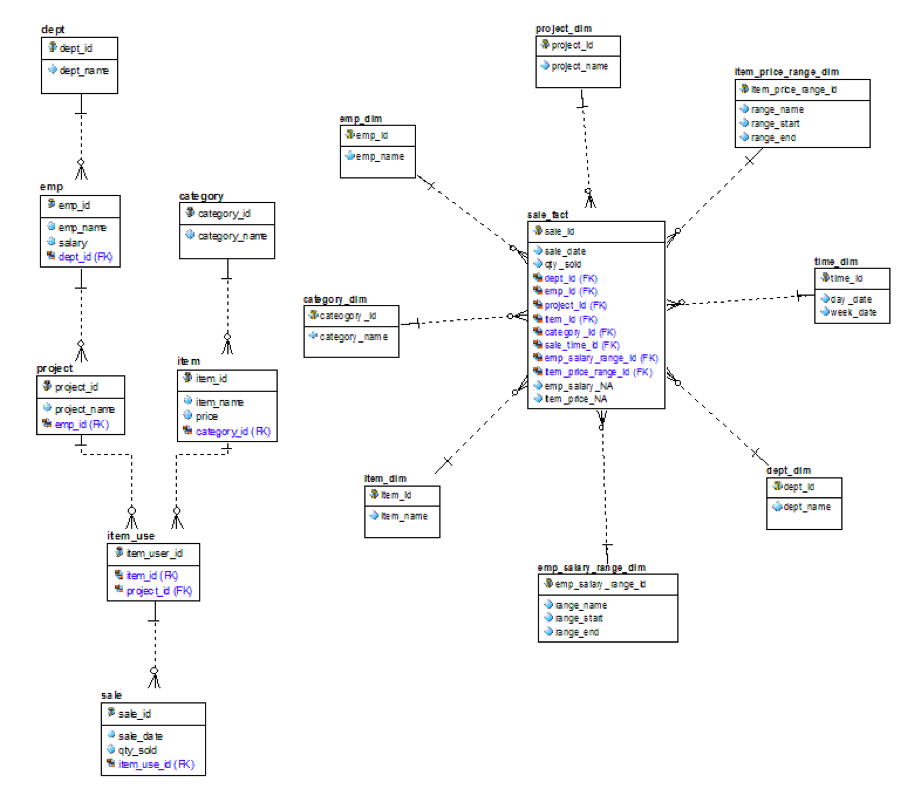 dept
dept_id
dept_name
emp
emp_id
emp_name
salary
dept_id (FK)
project
project_id
project_name
emp_id (FK)
category
category_id
category_name
item
item_id
item_name
price
category_id (FK)
item_use
item_user_id
item_id (FK)
project_id (FK)
sale
sale_id
sale_date
qty_sold
item_use_id (FK)
project_dim
project_id
project_name
item_price_range_dim
item_price_range_id
range_name
range_start
range_end
emp_dim
emp_id
emp_name
sale_fact
sale_id
sale_date
qty_sold
dept_id (FK)
emp_id (FK)
project_id (FK)
item_id (FK)
category_id (FK)
sale_time_id (FK)
emp_salary_range_id (FK)
item_price_range_id (FK)
emp_salary_NA
item_price_NA
time_dim
time_id
day_date
week_date
category_dim
cateogory_id
category_name
item_dim
item_id
item_name
dept_dim
dept_id
dept_name
emp_salary_range_dim
emp_salary_range_id
range_name
range_start
range_end